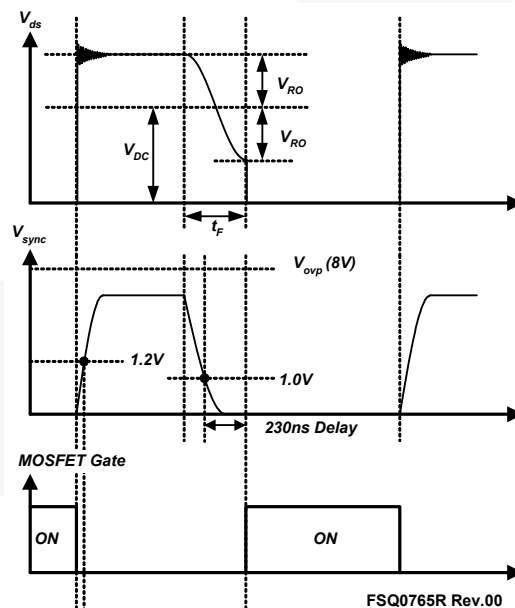 Vds
VRO
VRO
VDC
tF
Vsync
Vovp (8V)
1.2V
1.0V
230ns Delay
MOSFET Gate
ON
ON
FSQ0765R Rev.00